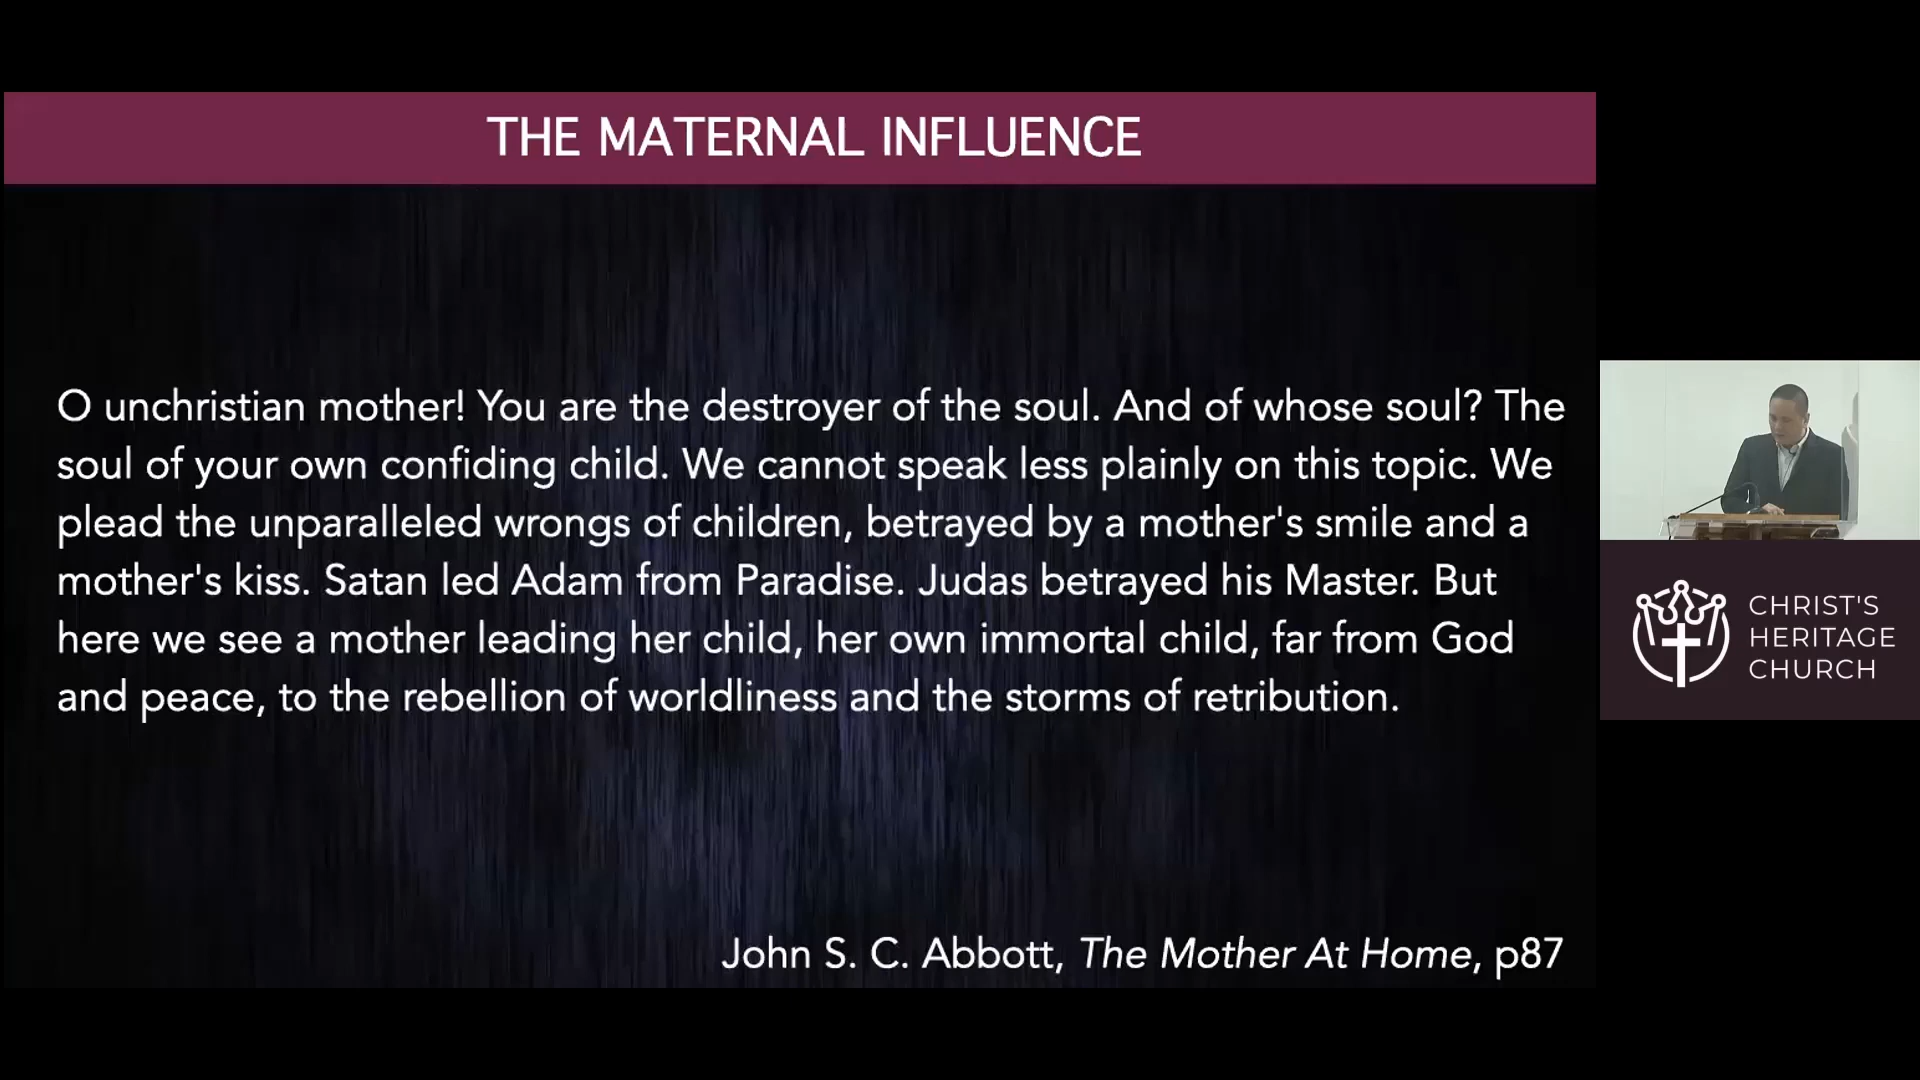 THE MATERNAL INFLUENCE
O unchristian mother! You are the destroyer of the soul. And of whose soul? The
soul of your own confiding child. We cannot speak less plainly on this topic. We
plead the unparalleled wrongs of children, betrayed by a mother's smile and a
mother's kiss. Satan led Adam from Paradise. Judas betrayed his Master. But
here we see a mother leading her child, her own immortal child, far from God
and peace, to the rebellion of worldliness and the storms of retribution.
John S. C. Abbott, The Mother At Home, p87
CHRIST'S
HERITAGE
CHURCH